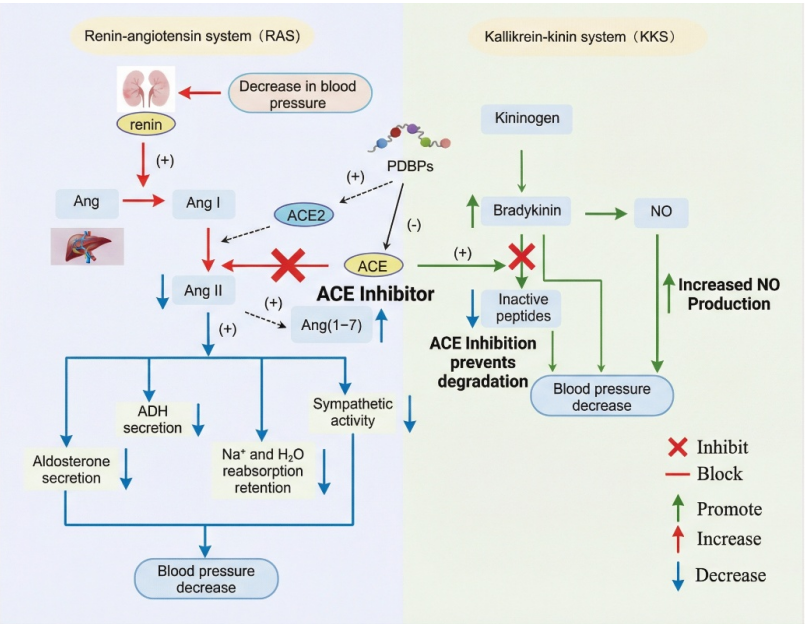 Renin-angiotensin system（RAS）
Kallikrein-kinin system（KKS）
Decrease in blood
pressure
renin
(+)
Ang
Ang I
PDBPs
(+)
ACE2
(-)
ACE
ACE Inhibitor
Ang II
(+)
Ang(1–7)
(+)
ADH
secretion
Sympathetic
activity
Aldosterone
secretion
Na⁺ and H₂O
reabsorption
retention
Blood pressure
decrease
Kininogen
Bradykinin
NO
(+)
Increased NO
Production
Inactive
peptides
ACE Inhibition
prevents
degradation
Blood pressure
decrease
Inhibit
Block
Promote
Increase
Decrease